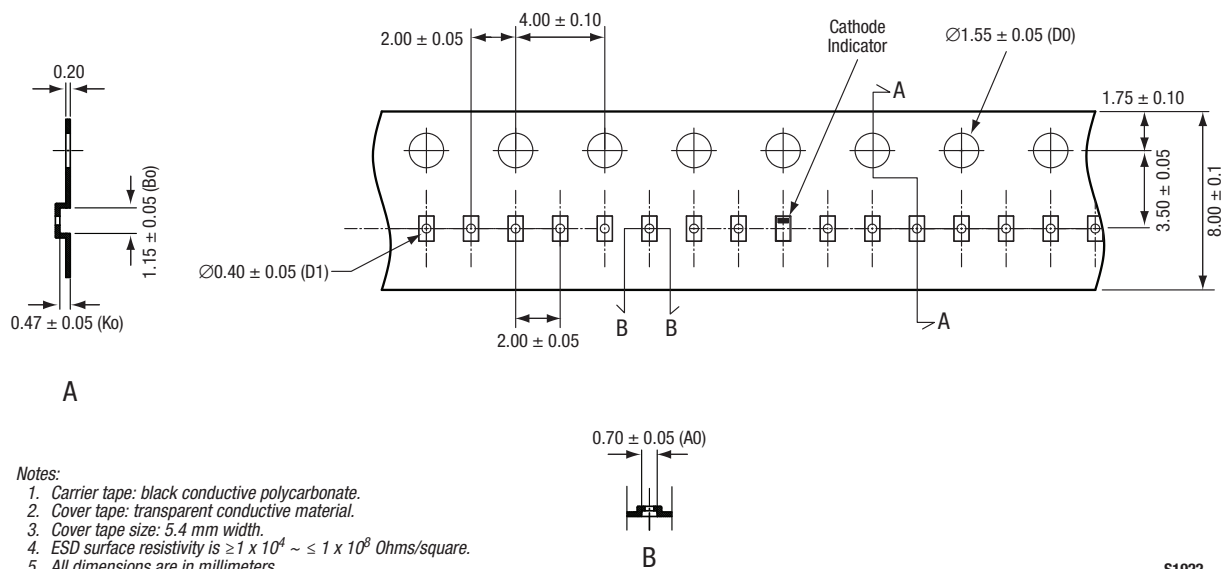 4.00 ± 0.10
2.00 ± 0.05
Cathode
Indicator
∅1.55 ± 0.05 (D0)
0.20
A
1.75 ± 0.10
1.15 ± 0.05 (Bo)
3.50 ± 0.05
8.00 ± 0.1
∅0.40 ± 0.05 (D1)
0.47 ± 0.05 (Ko)
B
B
A
2.00 ± 0.05
A
0.70 ± 0.05 (A0)
Notes:
1. Carrier tape: black conductive polycarbonate.
2. Cover tape: transparent conductive material.
3. Cover tape size: 5.4 mm width.
4. ESD surface resistivity is ≥1 x 10⁴ ~ ≤ 1 x 10⁸ Ohms/square.
5. All dimensions are in millimeters
B
S1922